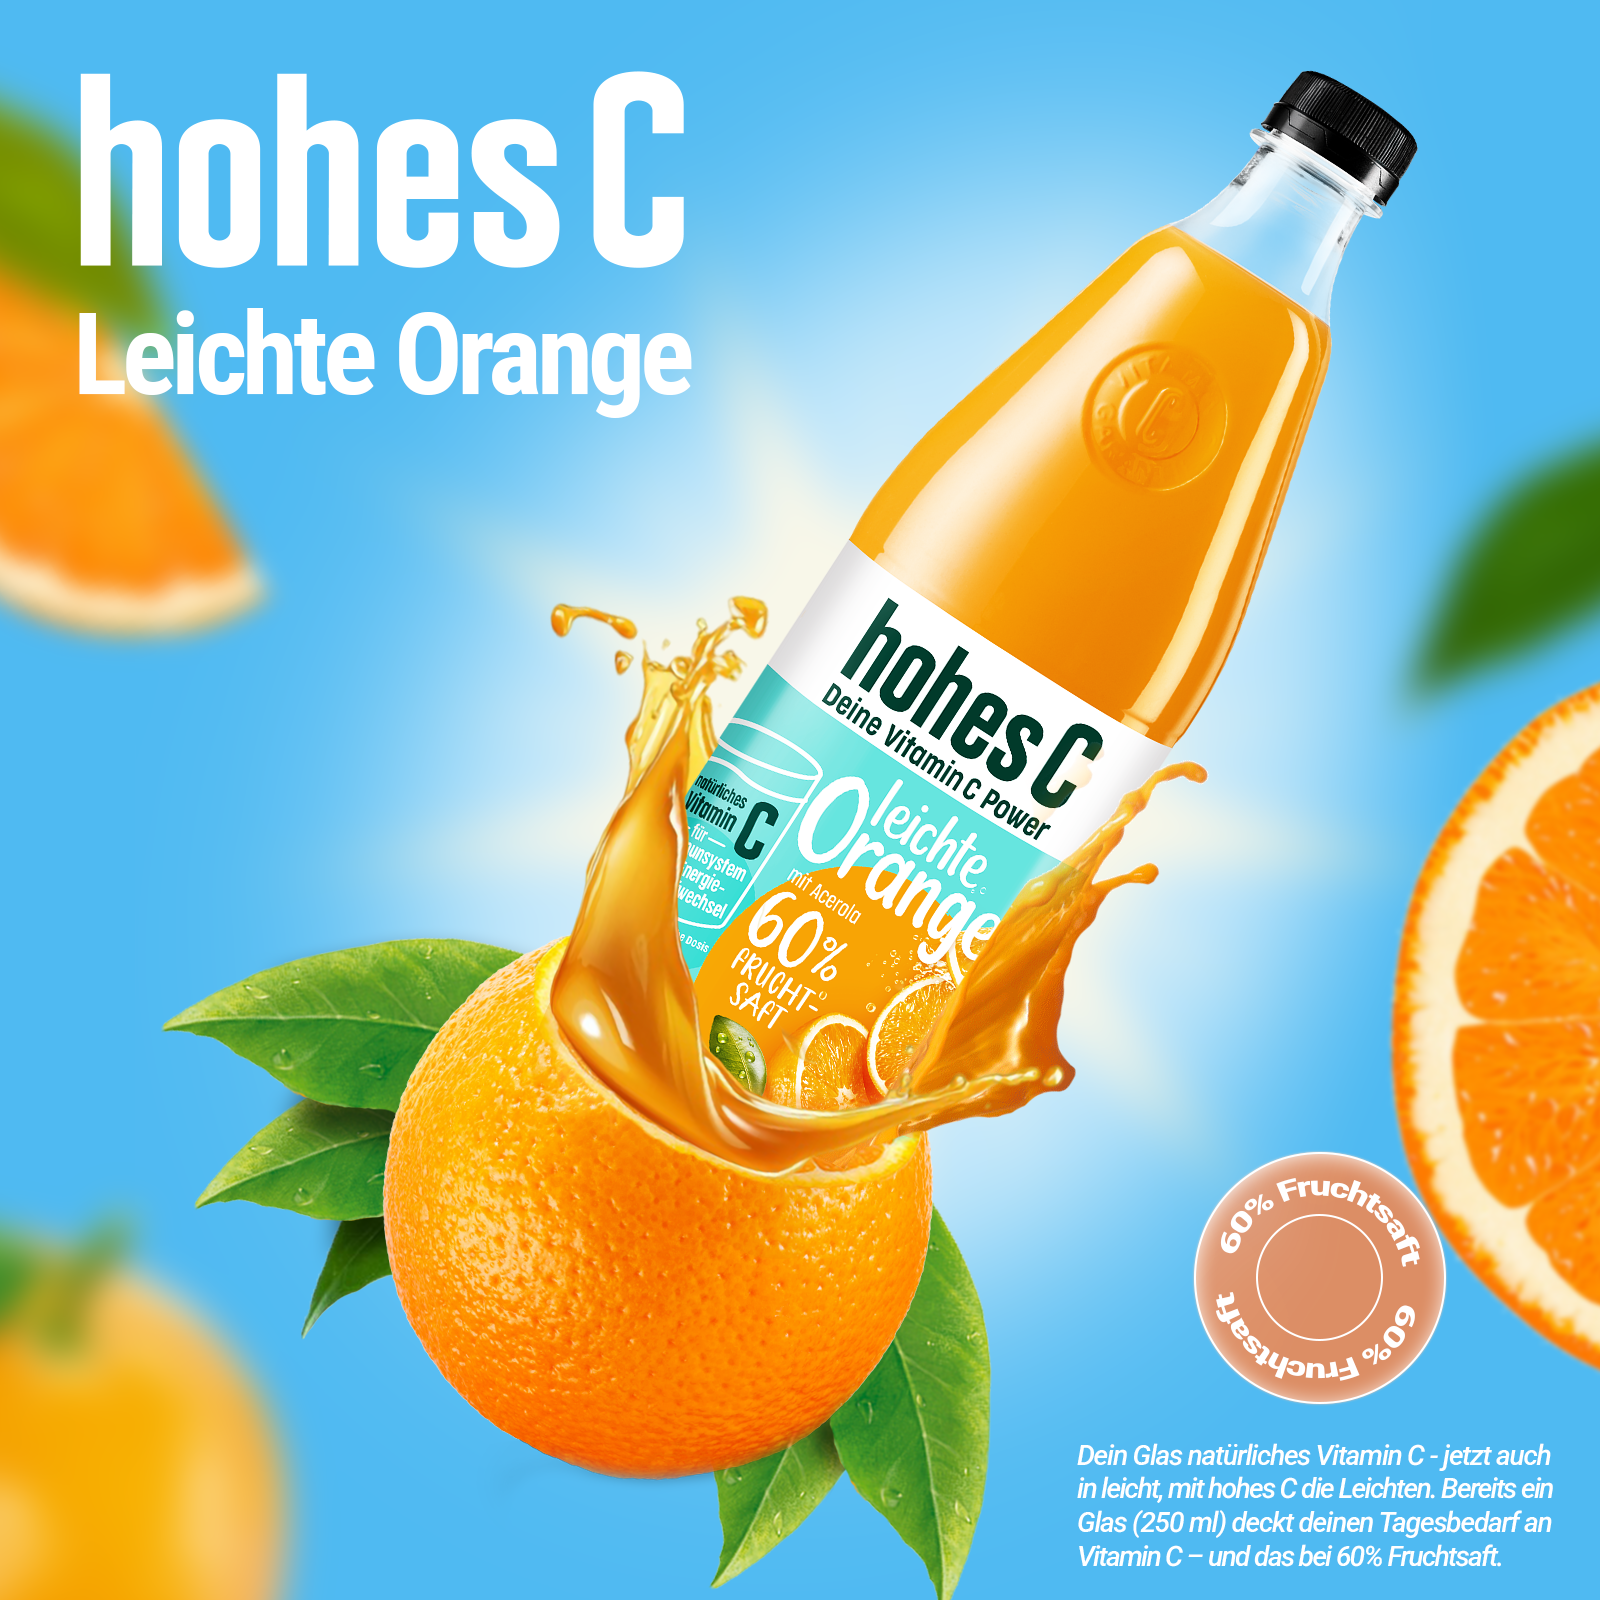 hohes C
Leichte Orange
hohes C
Deine Vitamin C Power
leichte
Orange
mit Acerola
60%
FRUCHT-
SAFT
natürliches
Vitamin C
für
60% Fruchtsaft
60% Fruchtsaft
Dein Glas natürliches Vitamin C - jetzt auch
in leicht, mit hohes C die Leichten. Bereits ein
Glas (250 ml) deckt deinen Tagesbedarf an
Vitamin C – und das bei 60% Fruchtsaft.